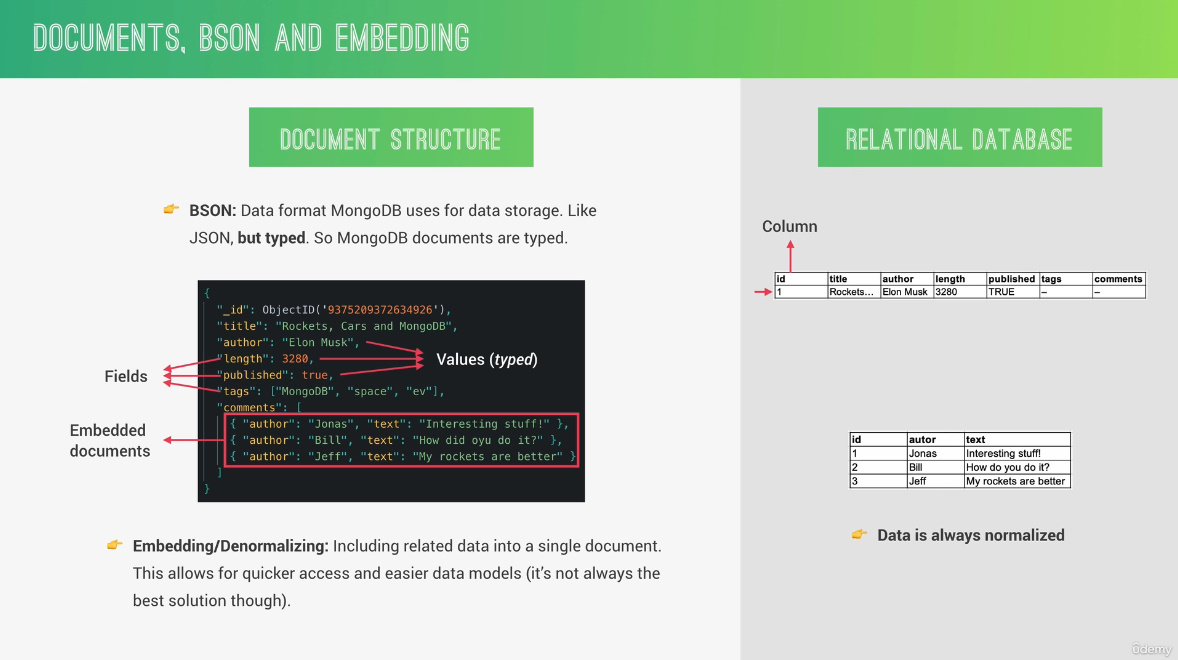 DOCUMENTS, BSON AND EMBEDDING
DOCUMENT STRUCTURE
BSON: Data format MongoDB uses for data storage. Like
JSON, but typed. So MongoDB documents are typed.
{
"_id": ObjectID('9375209372634926'),
"title": "Rockets, Cars and MongoDB",
"author": "Elon Musk",
"length": 3280,
"published": true,
"tags": ["MongoDB", "space", "ev"],
"comments": [
{ "author": "Jonas", "text": "Interesting stuff!" },
{ "author": "Bill", "text": "How did oyu do it?" },
{ "author": "Jeff", "text": "My rockets are better" }
]
}
Values (typed)
Fields
Embedded
documents
Embedding/Denormalizing: Including related data into a single document.
This allows for quicker access and easier data models (it's not always the
best solution though).
RELATIONAL DATABASE
Column
id title author length published tags comments
1 Rockets... Elon Musk 3280 TRUE – –
id autor text
1 Jonas Interesting stuff!
2 Bill How do you do it?
3 Jeff My rockets are better
Data is always normalized
ûdemy